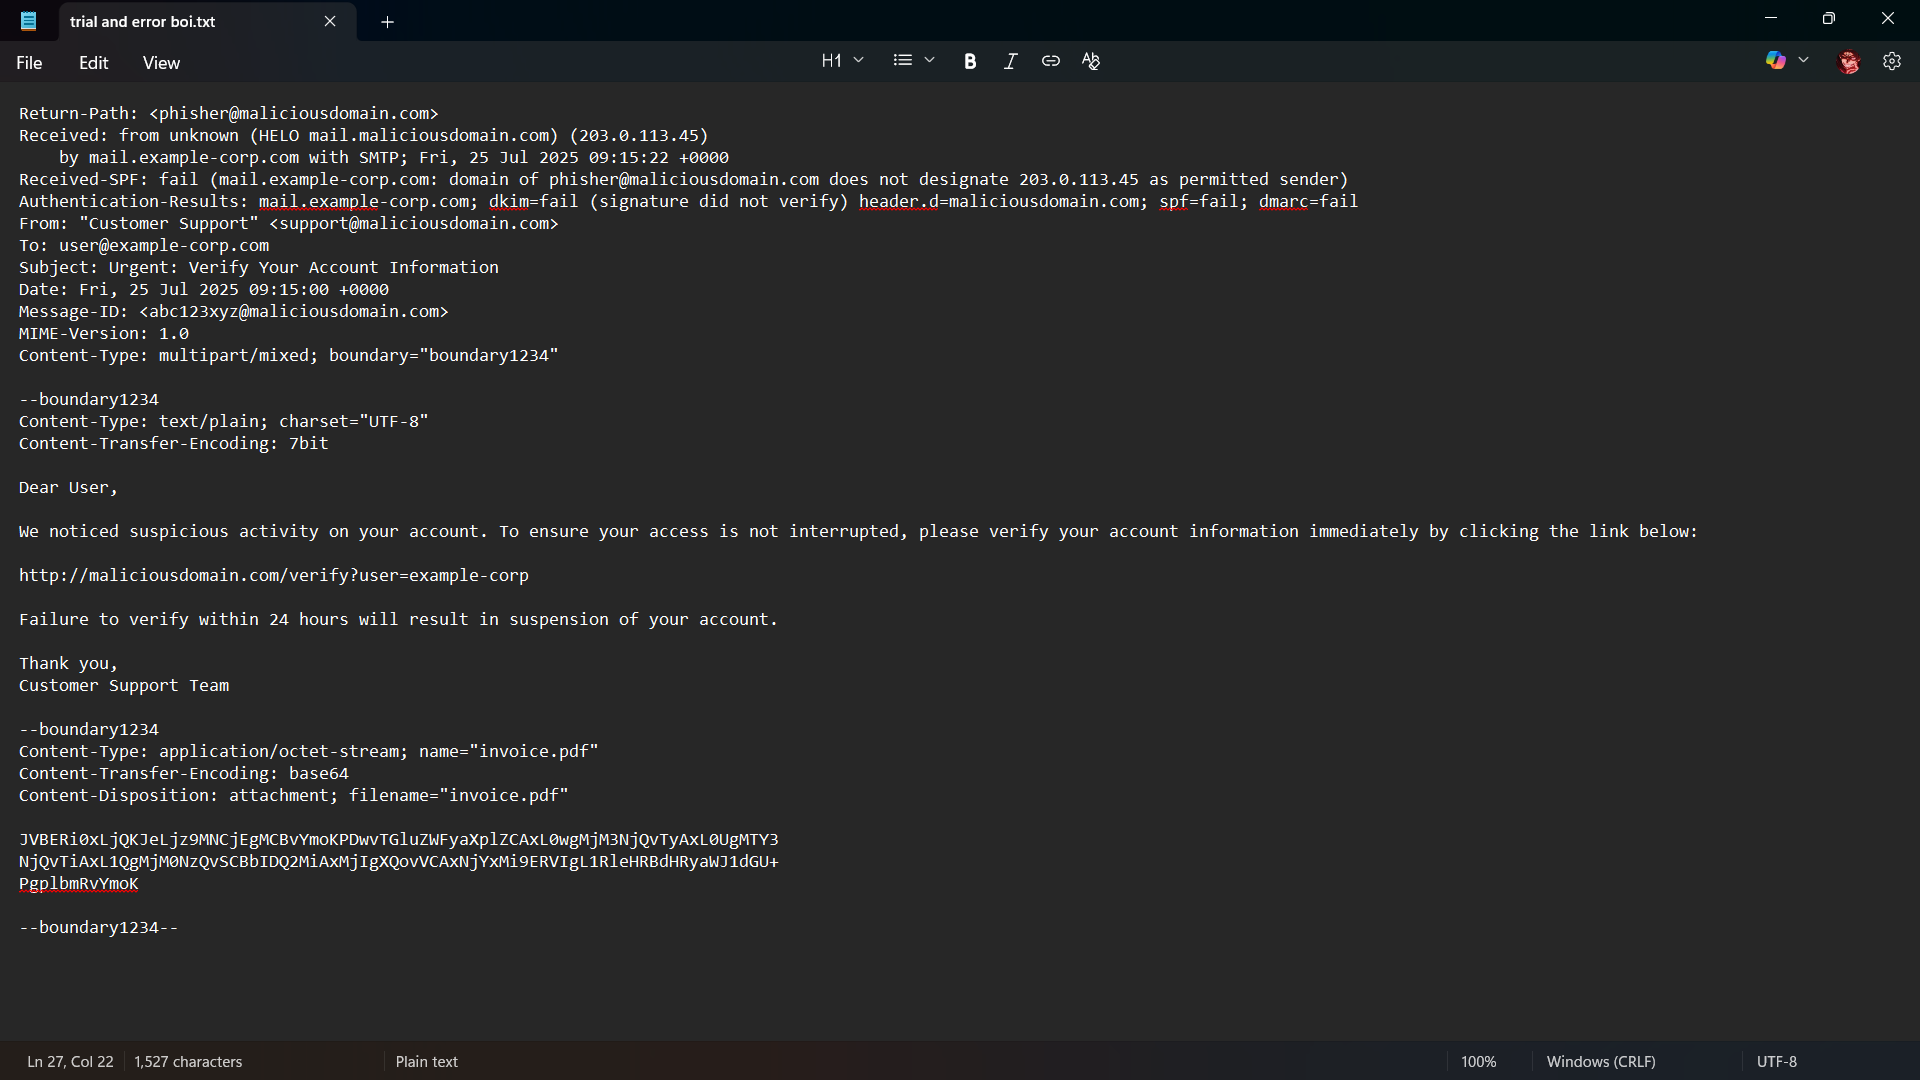 trial and error boi.txt
File Edit View H1
Return-Path: <phisher@maliciousdomain.com>
Received: from unknown (HELO mail.maliciousdomain.com) (203.0.113.45)
    by mail.example-corp.com with SMTP; Fri, 25 Jul 2025 09:15:22 +0000
Received-SPF: fail (mail.example-corp.com: domain of phisher@maliciousdomain.com does not designate 203.0.113.45 as permitted sender)
Authentication-Results: mail.example-corp.com; dkim=fail (signature did not verify) header.d=maliciousdomain.com; spf=fail; dmarc=fail
From: "Customer Support" <support@maliciousdomain.com>
To: user@example-corp.com
Subject: Urgent: Verify Your Account Information
Date: Fri, 25 Jul 2025 09:15:00 +0000
Message-ID: <abc123xyz@maliciousdomain.com>
MIME-Version: 1.0
Content-Type: multipart/mixed; boundary="boundary1234"

--boundary1234
Content-Type: text/plain; charset="UTF-8"
Content-Transfer-Encoding: 7bit

Dear User,

We noticed suspicious activity on your account. To ensure your access is not interrupted, please verify your account information immediately by clicking the link below:

http://maliciousdomain.com/verify?user=example-corp

Failure to verify within 24 hours will result in suspension of your account.

Thank you,
Customer Support Team

--boundary1234
Content-Type: application/octet-stream; name="invoice.pdf"
Content-Transfer-Encoding: base64
Content-Disposition: attachment; filename="invoice.pdf"

JVBERi0xLjQKJeLjz9MNCjEgMCBvYmoKPDwvTGluZWFyaXplZCAxL0wgMjM3NjQvTyAxL0UgMTY3
NjQvTiAxL1QgMjM0NzQvSCBbIDQ2MiAxMjIgXQovVCAxNjYxMi9ERVIgL1RleHRBdHRyaWJ1dGU+
PgplbmRvYmoK

--boundary1234--
Ln 27, Col 22 1,527 characters Plain text 100% Windows (CRLF) UTF-8